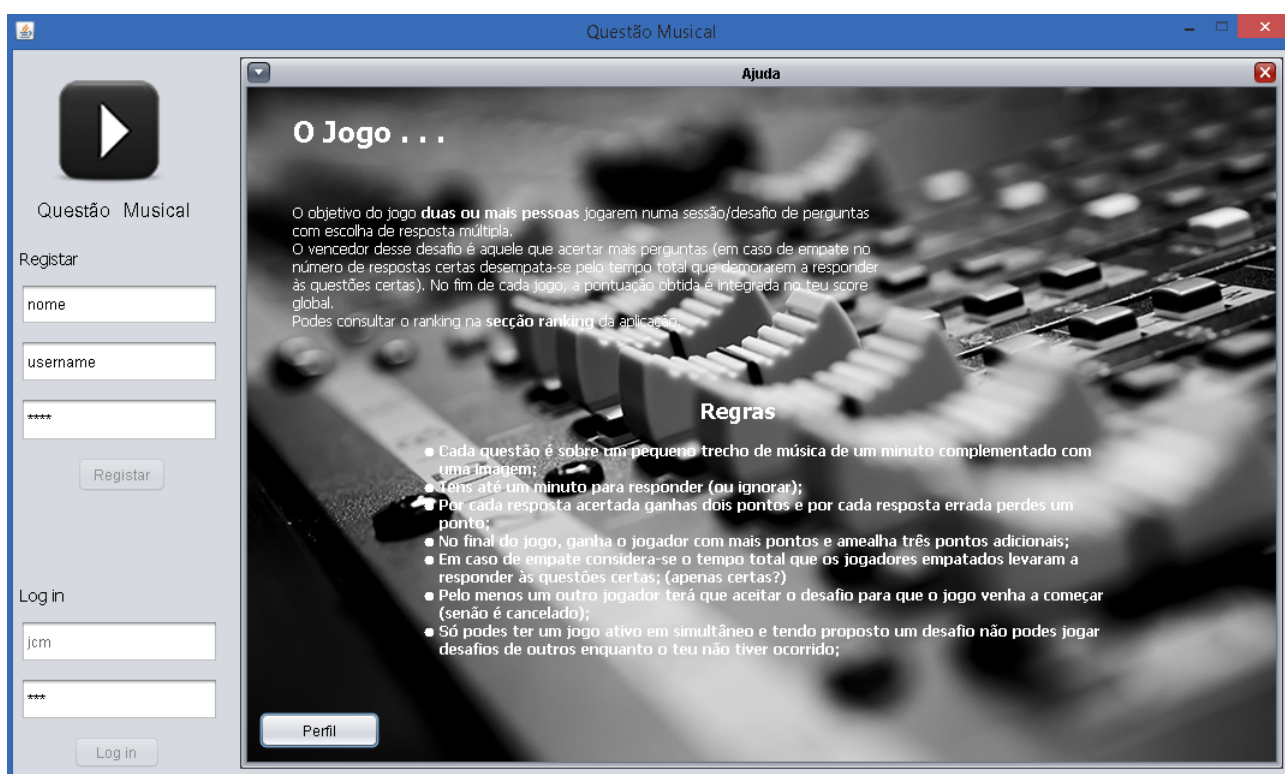 Questão Musical
Questão Musical
Registar
nome
username
****
Registar
Log in
jcm
***
Log in
Ajuda
O Jogo . . .
O objetivo do jogo duas ou mais pessoas jogarem numa sessão/desafio de perguntas
com escolha de resposta múltipla.
O vencedor desse desafio é aquele que acertar mais perguntas (em caso de empate no
número de respostas certas desempata-se pelo tempo total que demorarem a responder
às questões certas). No fim de cada jogo, a pontuação obtida é integrada no teu score
global.
Podes consultar o ranking na secção ranking da aplicação.
Regras
● Cada questão é sobre um pequeno trecho de música de um minuto complementado com
uma imagem;
● Tens até um minuto para responder (ou ignorar);
● Por cada resposta acertada ganhas dois pontos e por cada resposta errada perdes um
ponto;
● No final do jogo, ganha o jogador com mais pontos e amealha três pontos adicionais;
● Em caso de empate considera-se o tempo total que os jogadores empatados levaram a
responder às questões certas; (apenas certas?)
● Pelo menos um outro jogador terá que aceitar o desafio para que o jogo venha a começar
(senão é cancelado);
● Só podes ter um jogo ativo em simultâneo e tendo proposto um desafio não podes jogar
desafios de outros enquanto o teu não tiver ocorrido;
Perfil